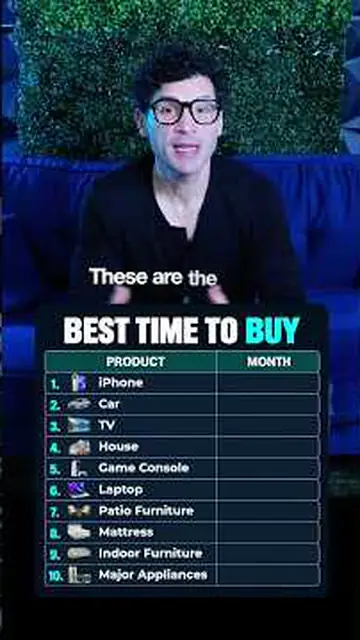 These are the
BEST TIME TO BUY
PRODUCT MONTH
1. iPhone
2. Car
3. TV
4. House
5. Game Console
6. Laptop
7. Patio Furniture
8. Mattress
9. Indoor Furniture
10. Major Appliances